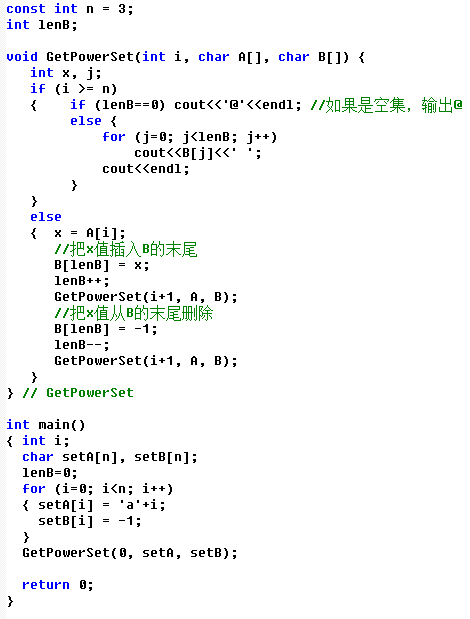 const int n = 3;
int lenB;
void GetPowerSet(int i, char A[], char B[]) {
int x, j;
if (i >= n)
{    if (lenB==0) cout<<'@'<<endl; //如果是空集，输出@
else {
for (j=0; j<lenB; j++)
cout<<B[j]<<' ';
cout<<endl;
}
}
else
{  x = A[i];
//把x值插入B的末尾
B[lenB] = x;
lenB++;
GetPowerSet(i+1, A, B);
//把x值从B的末尾删除
B[lenB] = -1;
lenB--;
GetPowerSet(i+1, A, B);
}
} // GetPowerSet
int main()
{ int i;
char setA[n], setB[n];
lenB=0;
for (i=0; i<n; i++)
{ setA[i] = 'a'+i;
setB[i] = -1;
}
GetPowerSet(0, setA, setB);
return 0;
}